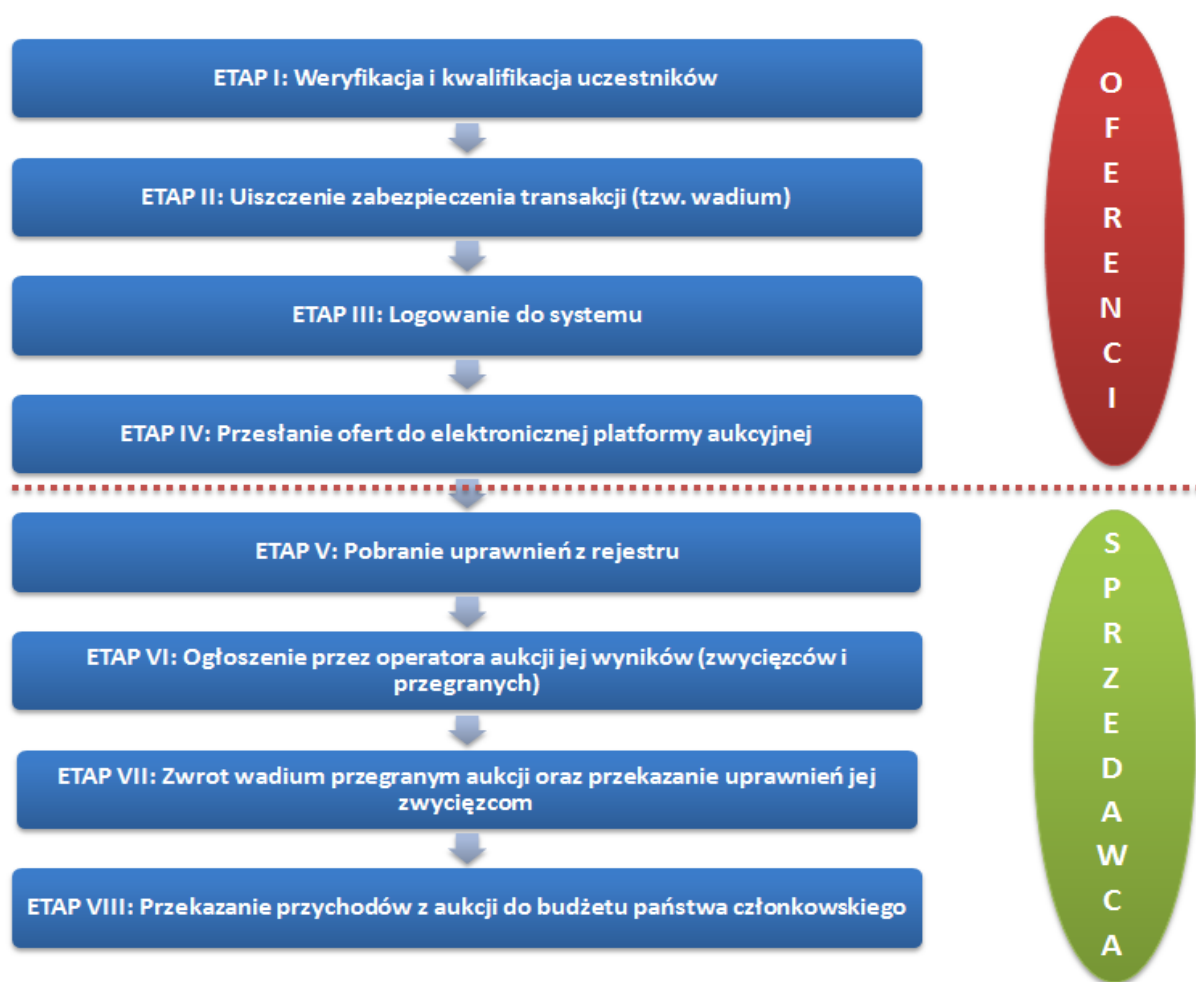 ETAP I: Weryfikacja i kwalifikacja uczestników
ETAP II: Uiszczenie zabezpieczenia transakcji (tzw. wadium)
ETAP III: Logowanie do systemu
ETAP IV: Przesłanie ofert do elektronicznej platformy aukcyjnej
OFERENCI
ETAP V: Pobranie uprawnień z rejestru
ETAP VI: Ogłoszenie przez operatora aukcji jej wyników (zwycięzców i
przegranych)
ETAP VII: Zwrot wadium przegranym aukcji oraz przekazanie uprawnień jej
zwycięzcom
ETAP VIII: Przekazanie przychodów z aukcji do budżetu państwa członkowskiego
SPRZEDAWCA